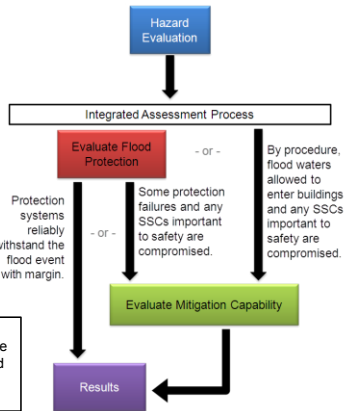 Hazard
Evaluation
Integrated Assessment Process
Evaluate Flood
Protection
- or -
By procedure,
flood waters
allowed to
enter buildings
and any SSCs
important to
safety are
compromised.
Protection
systems
reliably
withstand the
flood event
with margin.
- or -
Some protection
failures and any
SSCs important
to safety are
compromised.
Evaluate Mitigation Capability
Results